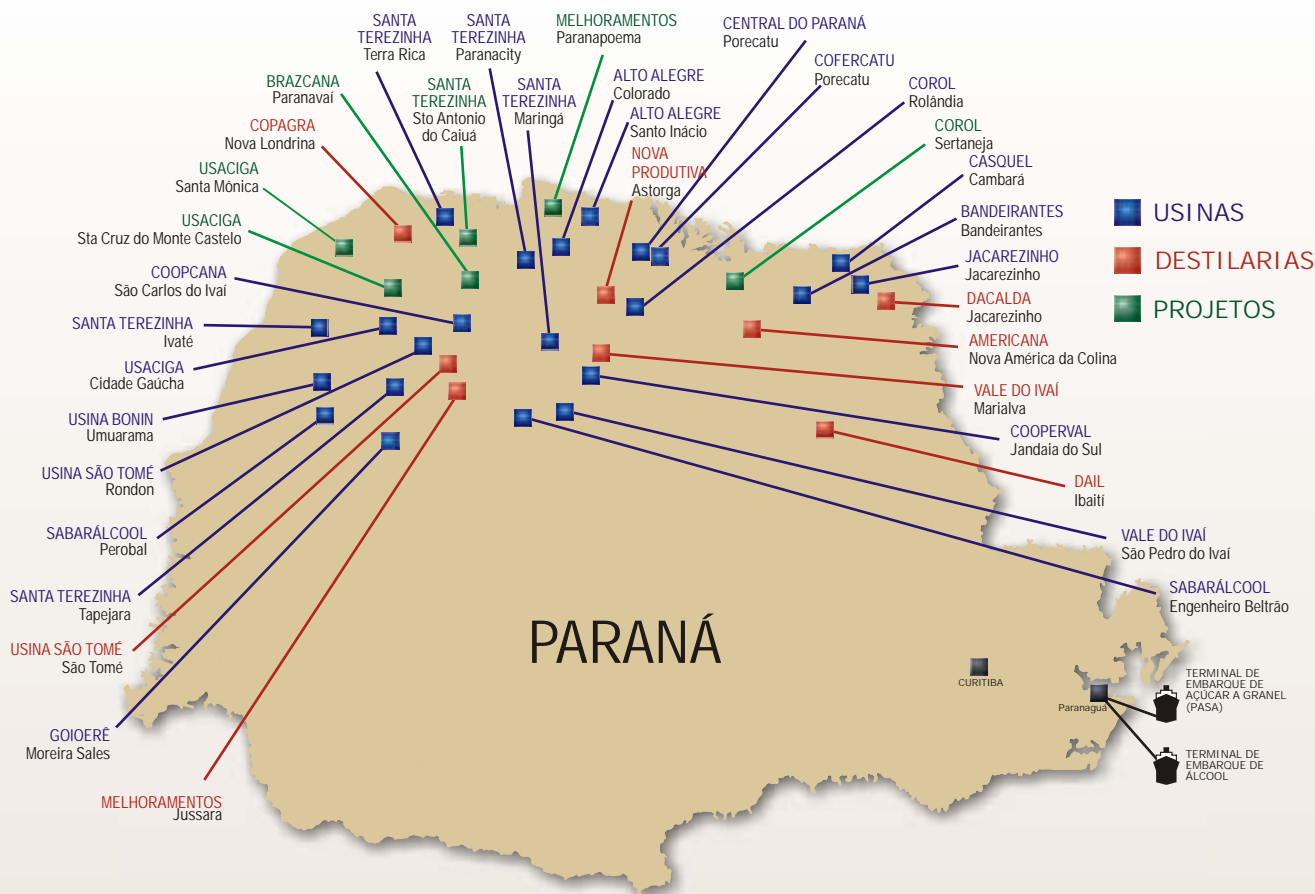 SANTA
TEREZINHA
Terra Rica
SANTA
TEREZINHA
Paranacity
MELHORAMENTOS
Paranapoema
CENTRAL DO PARANÁ
Porecatu
COFERCATU
Porecatu
BRAZCANA
Paranavaí
SANTA
TEREZINHA
Sto Antonio
do Caiuá
SANTA
TEREZINHA
Maringá
ALTO ALEGRE
Colorado
ALTO ALEGRE
Santo Inácio
COROL
Rolândia
COPAGRA
Nova Londrina
NOVA
PRODUTIVA
Astorga
COROL
Sertaneja
USACIGA
Santa Mônica
CASQUEL
Cambará
USACIGA
Sta Cruz do Monte Castelo
BANDEIRANTES
Bandeirantes
USINAS
COOPCANA
São Carlos do Ivaí
JACAREZINHO
Jacarezinho
DESTILARIAS
SANTA TEREZINHA
Ivaté
DACALDA
Jacarezinho
PROJETOS
USACIGA
Cidade Gaúcha
AMERICANA
Nova América da Colina
USINA BONIN
Umuarama
VALE DO IVAÍ
Marialva
COOPERVAL
Jandaia do Sul
USINA SÃO TOMÉ
Rondon
DAIL
Ibaití
SABARÁLCOOL
Perobal
VALE DO IVAÍ
São Pedro do Ivaí
SANTA TEREZINHA
Tapejara
SABARÁLCOOL
Engenheiro Beltrão
USINA SÃO TOMÉ
São Tomé
PARANÁ
CURITIBA
Paranaguá
TERMINAL DE
EMBARQUE DE
AÇÚCAR A GRANEL
(PASA)
GOIOERÊ
Moreira Sales
TERMINAL DE
EMBARQUE DE
ÁLCOOL
MELHORAMENTOS
Jussara